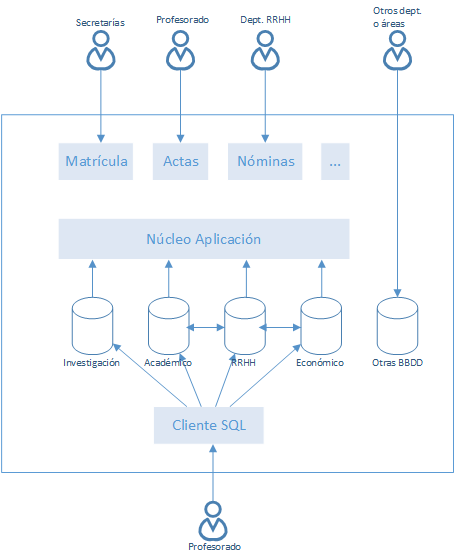 Secretarías
Profesorado
Dept. RRHH
Otros dept.
o áreas
Matrícula
Actas
Nóminas
...
Núcleo Aplicación
Investigación
Académico
RRHH
Económico
Otras BBDD
Cliente SQL
Profesorado